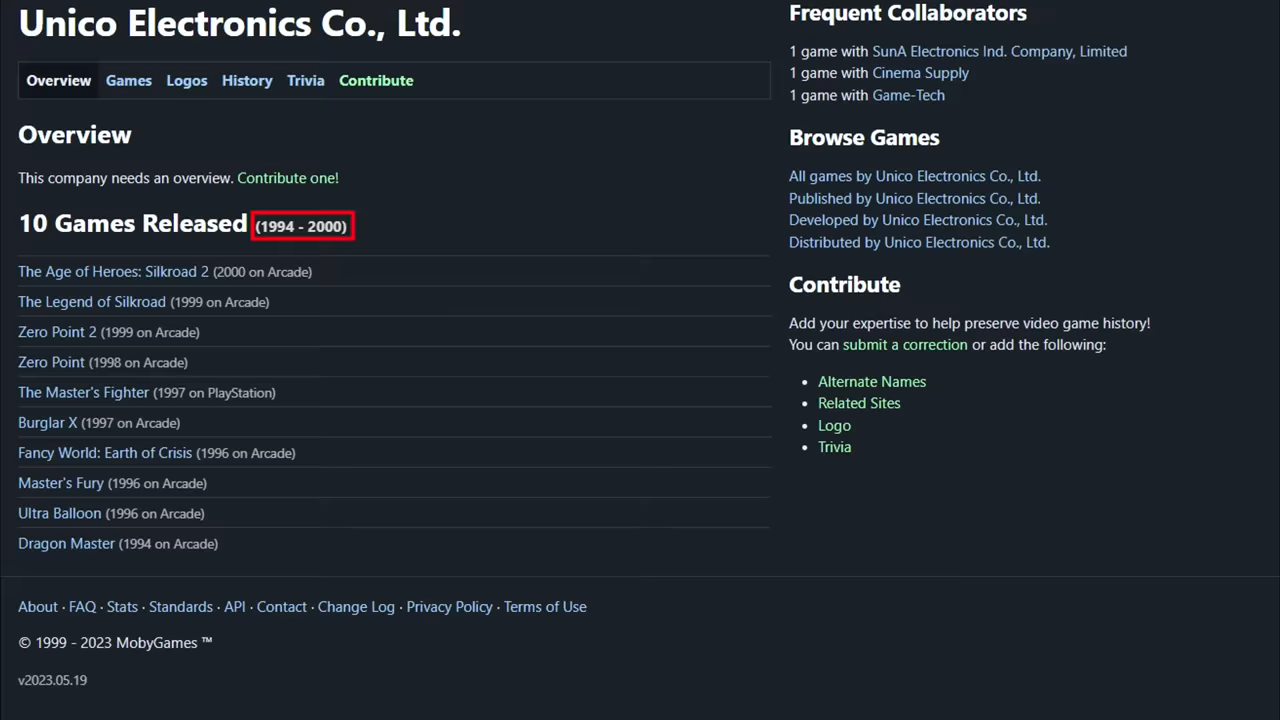 Unico Electronics Co., Ltd.
Overview Games Logos History Trivia Contribute
Overview
This company needs an overview. Contribute one!
10 Games Released (1994 - 2000)
The Age of Heroes: Silkroad 2 (2000 on Arcade)
The Legend of Silkroad (1999 on Arcade)
Zero Point 2 (1999 on Arcade)
Zero Point (1998 on Arcade)
The Master's Fighter (1997 on PlayStation)
Burglar X (1997 on Arcade)
Fancy World: Earth of Crisis (1996 on Arcade)
Master's Fury (1996 on Arcade)
Ultra Balloon (1996 on Arcade)
Dragon Master (1994 on Arcade)
Frequent Collaborators
1 game with SunA Electronics Ind. Company, Limited
1 game with Cinema Supply
1 game with Game-Tech
Browse Games
All games by Unico Electronics Co., Ltd.
Published by Unico Electronics Co., Ltd.
Developed by Unico Electronics Co., Ltd.
Distributed by Unico Electronics Co., Ltd.
Contribute
Add your expertise to help preserve video game history!
You can submit a correction or add the following:
• Alternate Names
• Related Sites
• Logo
• Trivia
About · FAQ · Stats · Standards · API · Contact · Change Log · Privacy Policy · Terms of Use
© 1999 - 2023 MobyGames ™
v2023.05.19